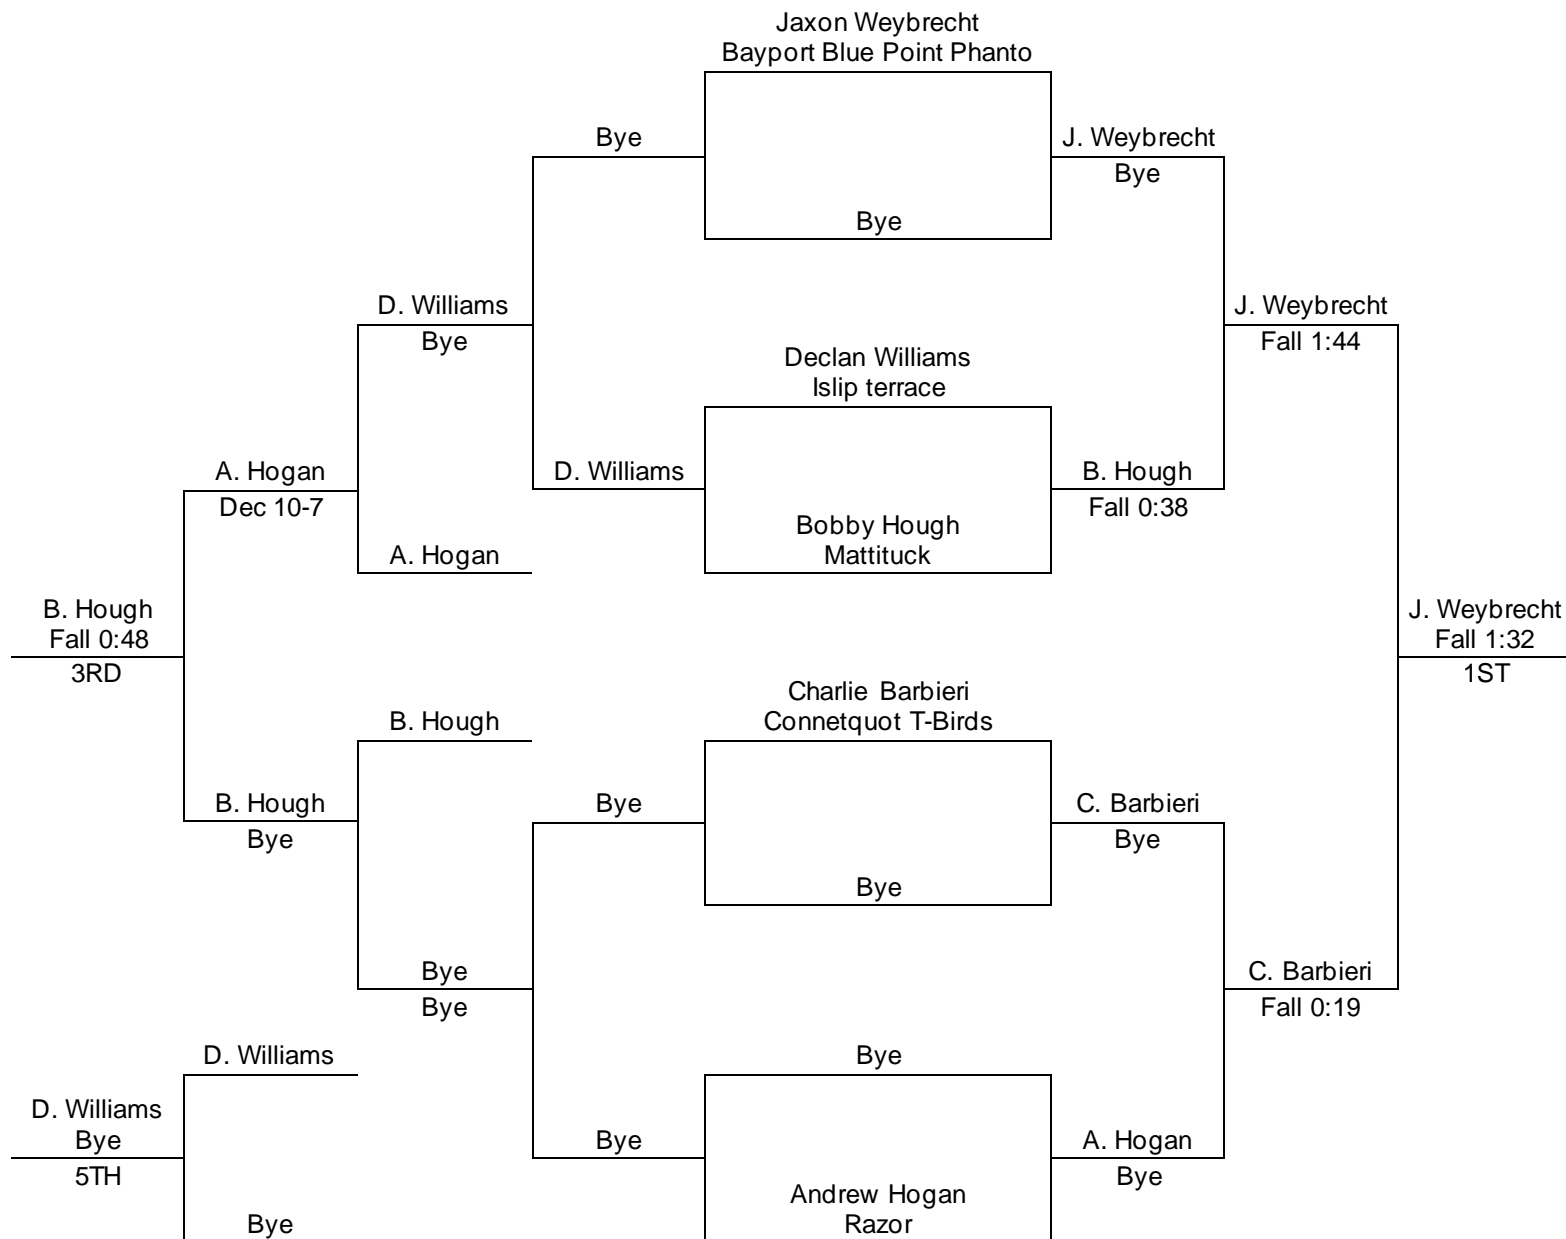 Jaxon Weybrecht
Bayport Blue Point Phanto
Bye
J. Weybrecht
Bye
Bye
D. Williams
Bye
J. Weybrecht
Fall 1:44
Declan Williams
Islip terrace
A. Hogan
Dec 10-7
D. Williams
B. Hough
Fall 0:38
Bobby Hough
Mattituck
A. Hogan
B. Hough
Fall 0:48
3RD
J. Weybrecht
Fall 1:32
1ST
Charlie Barbieri
Connetquot T-Birds
B. Hough
B. Hough
Bye
Bye
C. Barbieri
Bye
Bye
Bye
Bye
C. Barbieri
Fall 0:19
D. Williams
Bye
D. Williams
Bye
5TH
Bye
A. Hogan
Bye
Andrew Hogan
Razor
Bye